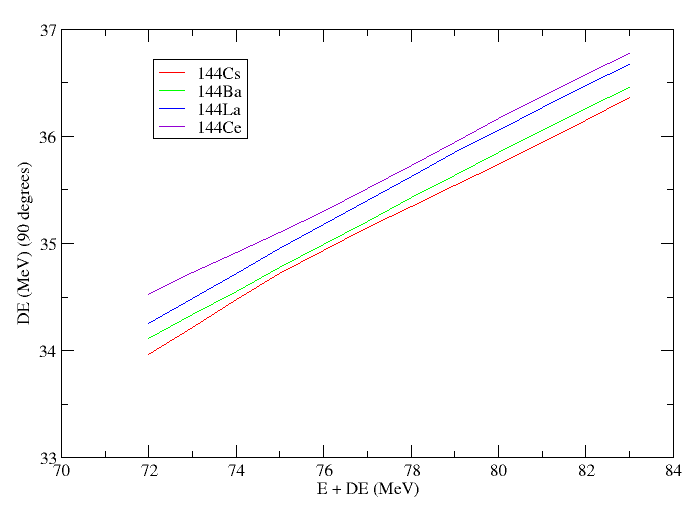 37
36
35
34
33
DE (MeV) (90 degrees)
144Cs
144Ba
144La
144Ce
70 72 74 76 78 80 82 84
E + DE (MeV)